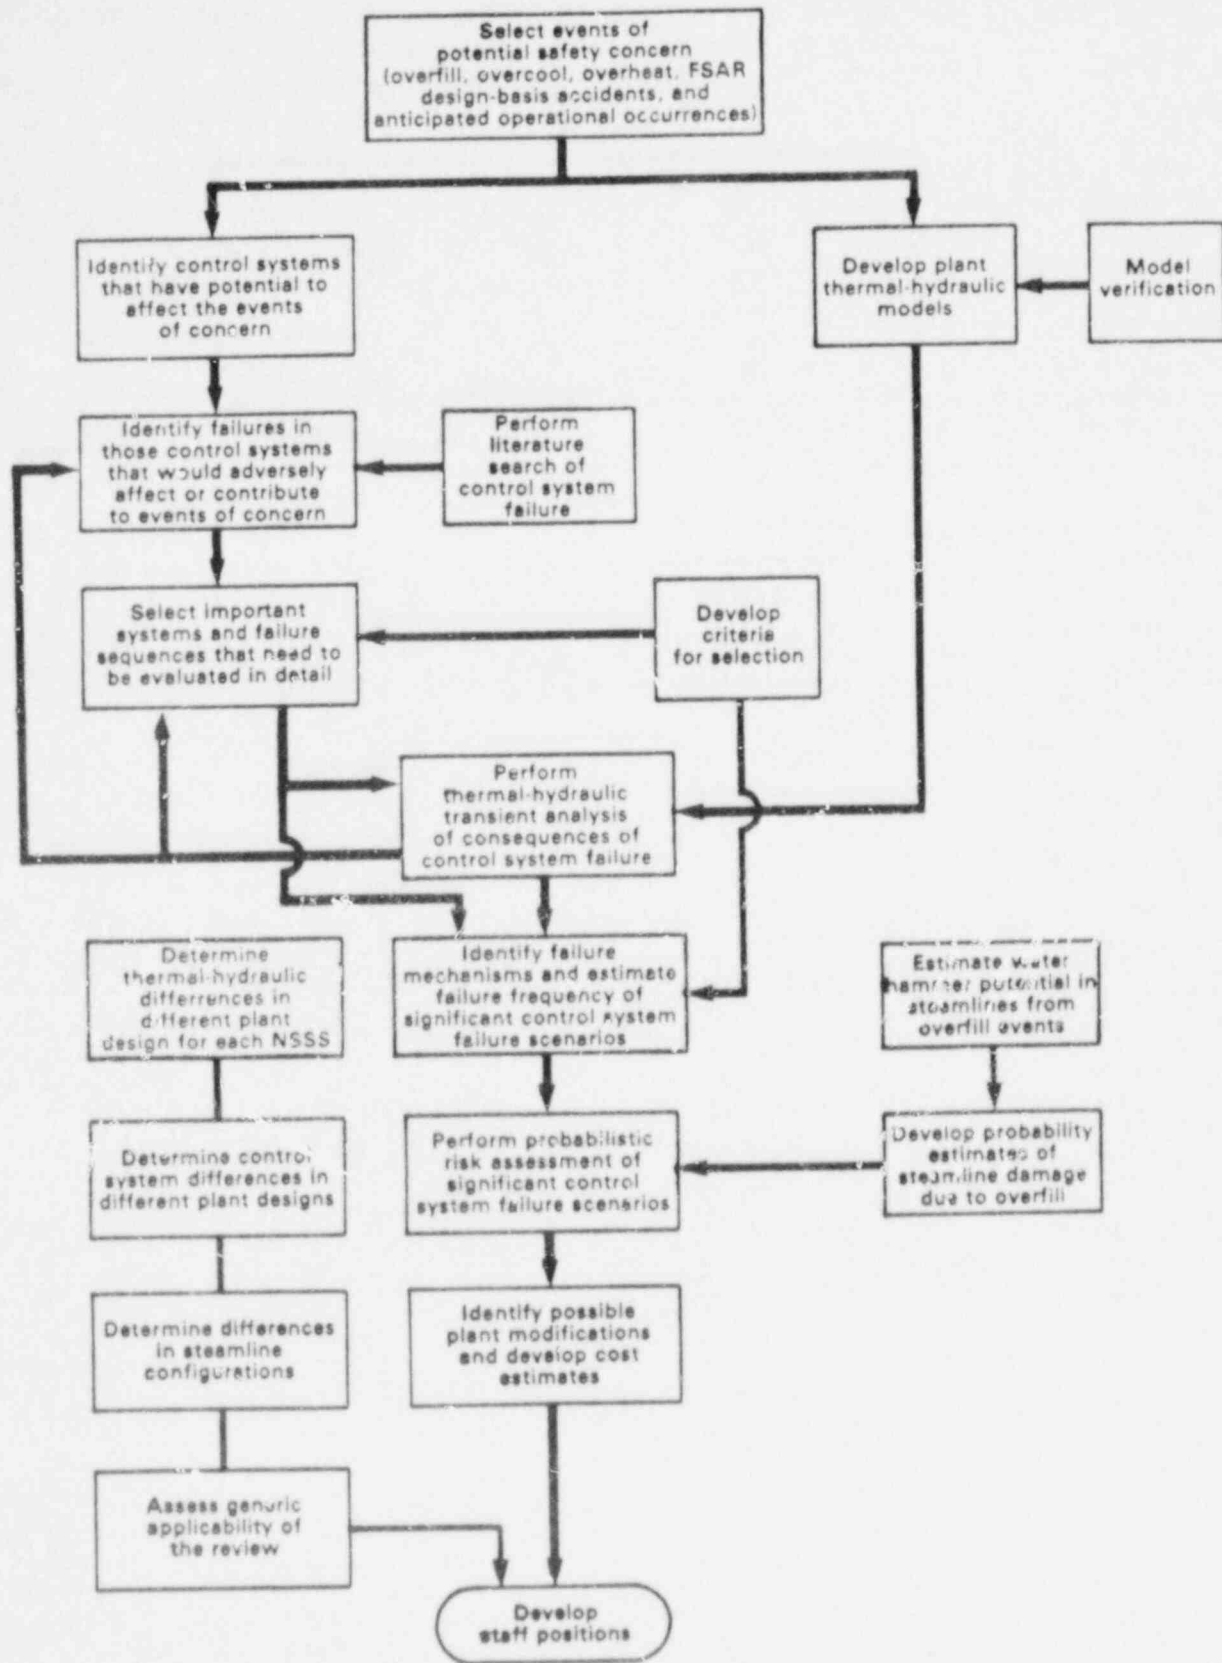 Select events of
potential safety concern
(overfill, overcool, overheat, FSAR
design-basis accidents, and
anticipated operational occurrences)
Identify control systems
that have potential to
affect the events
of concern
Develop plant
thermal-hydraulic
models
Model
verification
Identify failures in
those control systems
that would adversely
affect or contribute
to events of concern
Perform
literature
search of
control system
failure
Select important
systems and failure
sequences that need to
be evaluated in detail
Develop
criteria
for selection
Perform
thermal-hydraulic
transient analysis
of consequences of
control system failure
Determine
thermal-hydraulic
differrences in
different plant
design for each NSSS
Identify failure
mechanisms and estimate
failure frequency of
significant control system
failure scenarios
Estimate water
hammer potential in
steamlines from
overfill events
Determine control
system differences in
different plant designs
Perform probabilistic
risk assessment of
significant control
system failure scenarios
Develop probability
estimates of
steamline damage
due to overfill
Determine differences
in steamline
configurations
Identify possible
plant modifications
and develop cost
estimates
Assess generic
applicability of
the review
Develop
staff positions